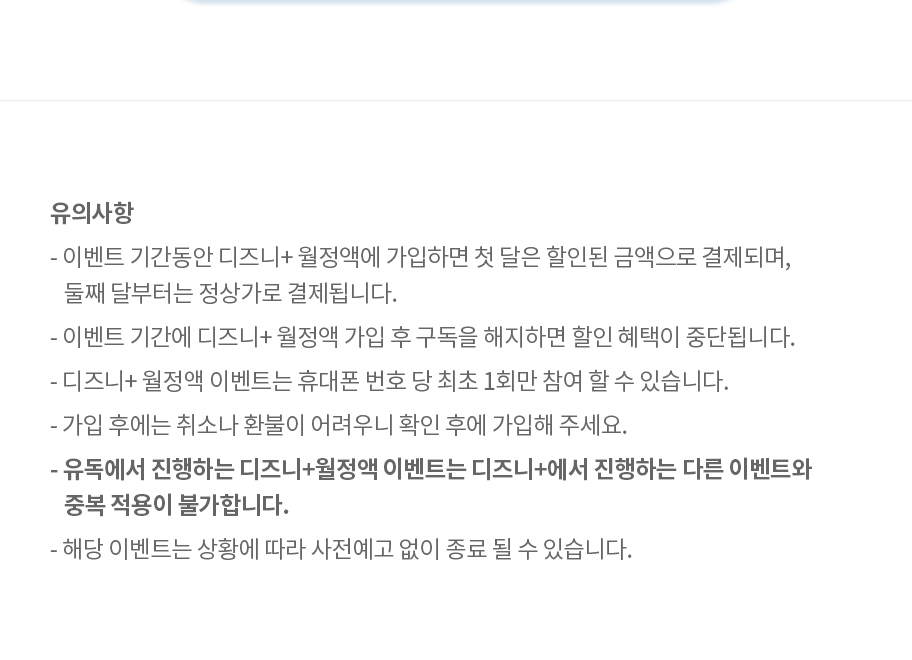 유의사항
- 이벤트 기간동안 디즈니+ 월정액에 가입하면 첫 달은 할인된 금액으로 결제되며,
둘째 달부터는 정상가로 결제됩니다.
- 이벤트 기간에 디즈니+ 월정액 가입 후 구독을 해지하면 할인 혜택이 중단됩니다.
- 디즈니+ 월정액 이벤트는 휴대폰 번호 당 최초 1회만 참여 할 수 있습니다.
- 가입 후에는 취소나 환불이 어려우니 확인 후에 가입해 주세요.
- 유독에서 진행하는 디즈니+월정액 이벤트는 디즈니+에서 진행하는 다른 이벤트와
중복 적용이 불가합니다.
- 해당 이벤트는 상황에 따라 사전예고 없이 종료 될 수 있습니다.